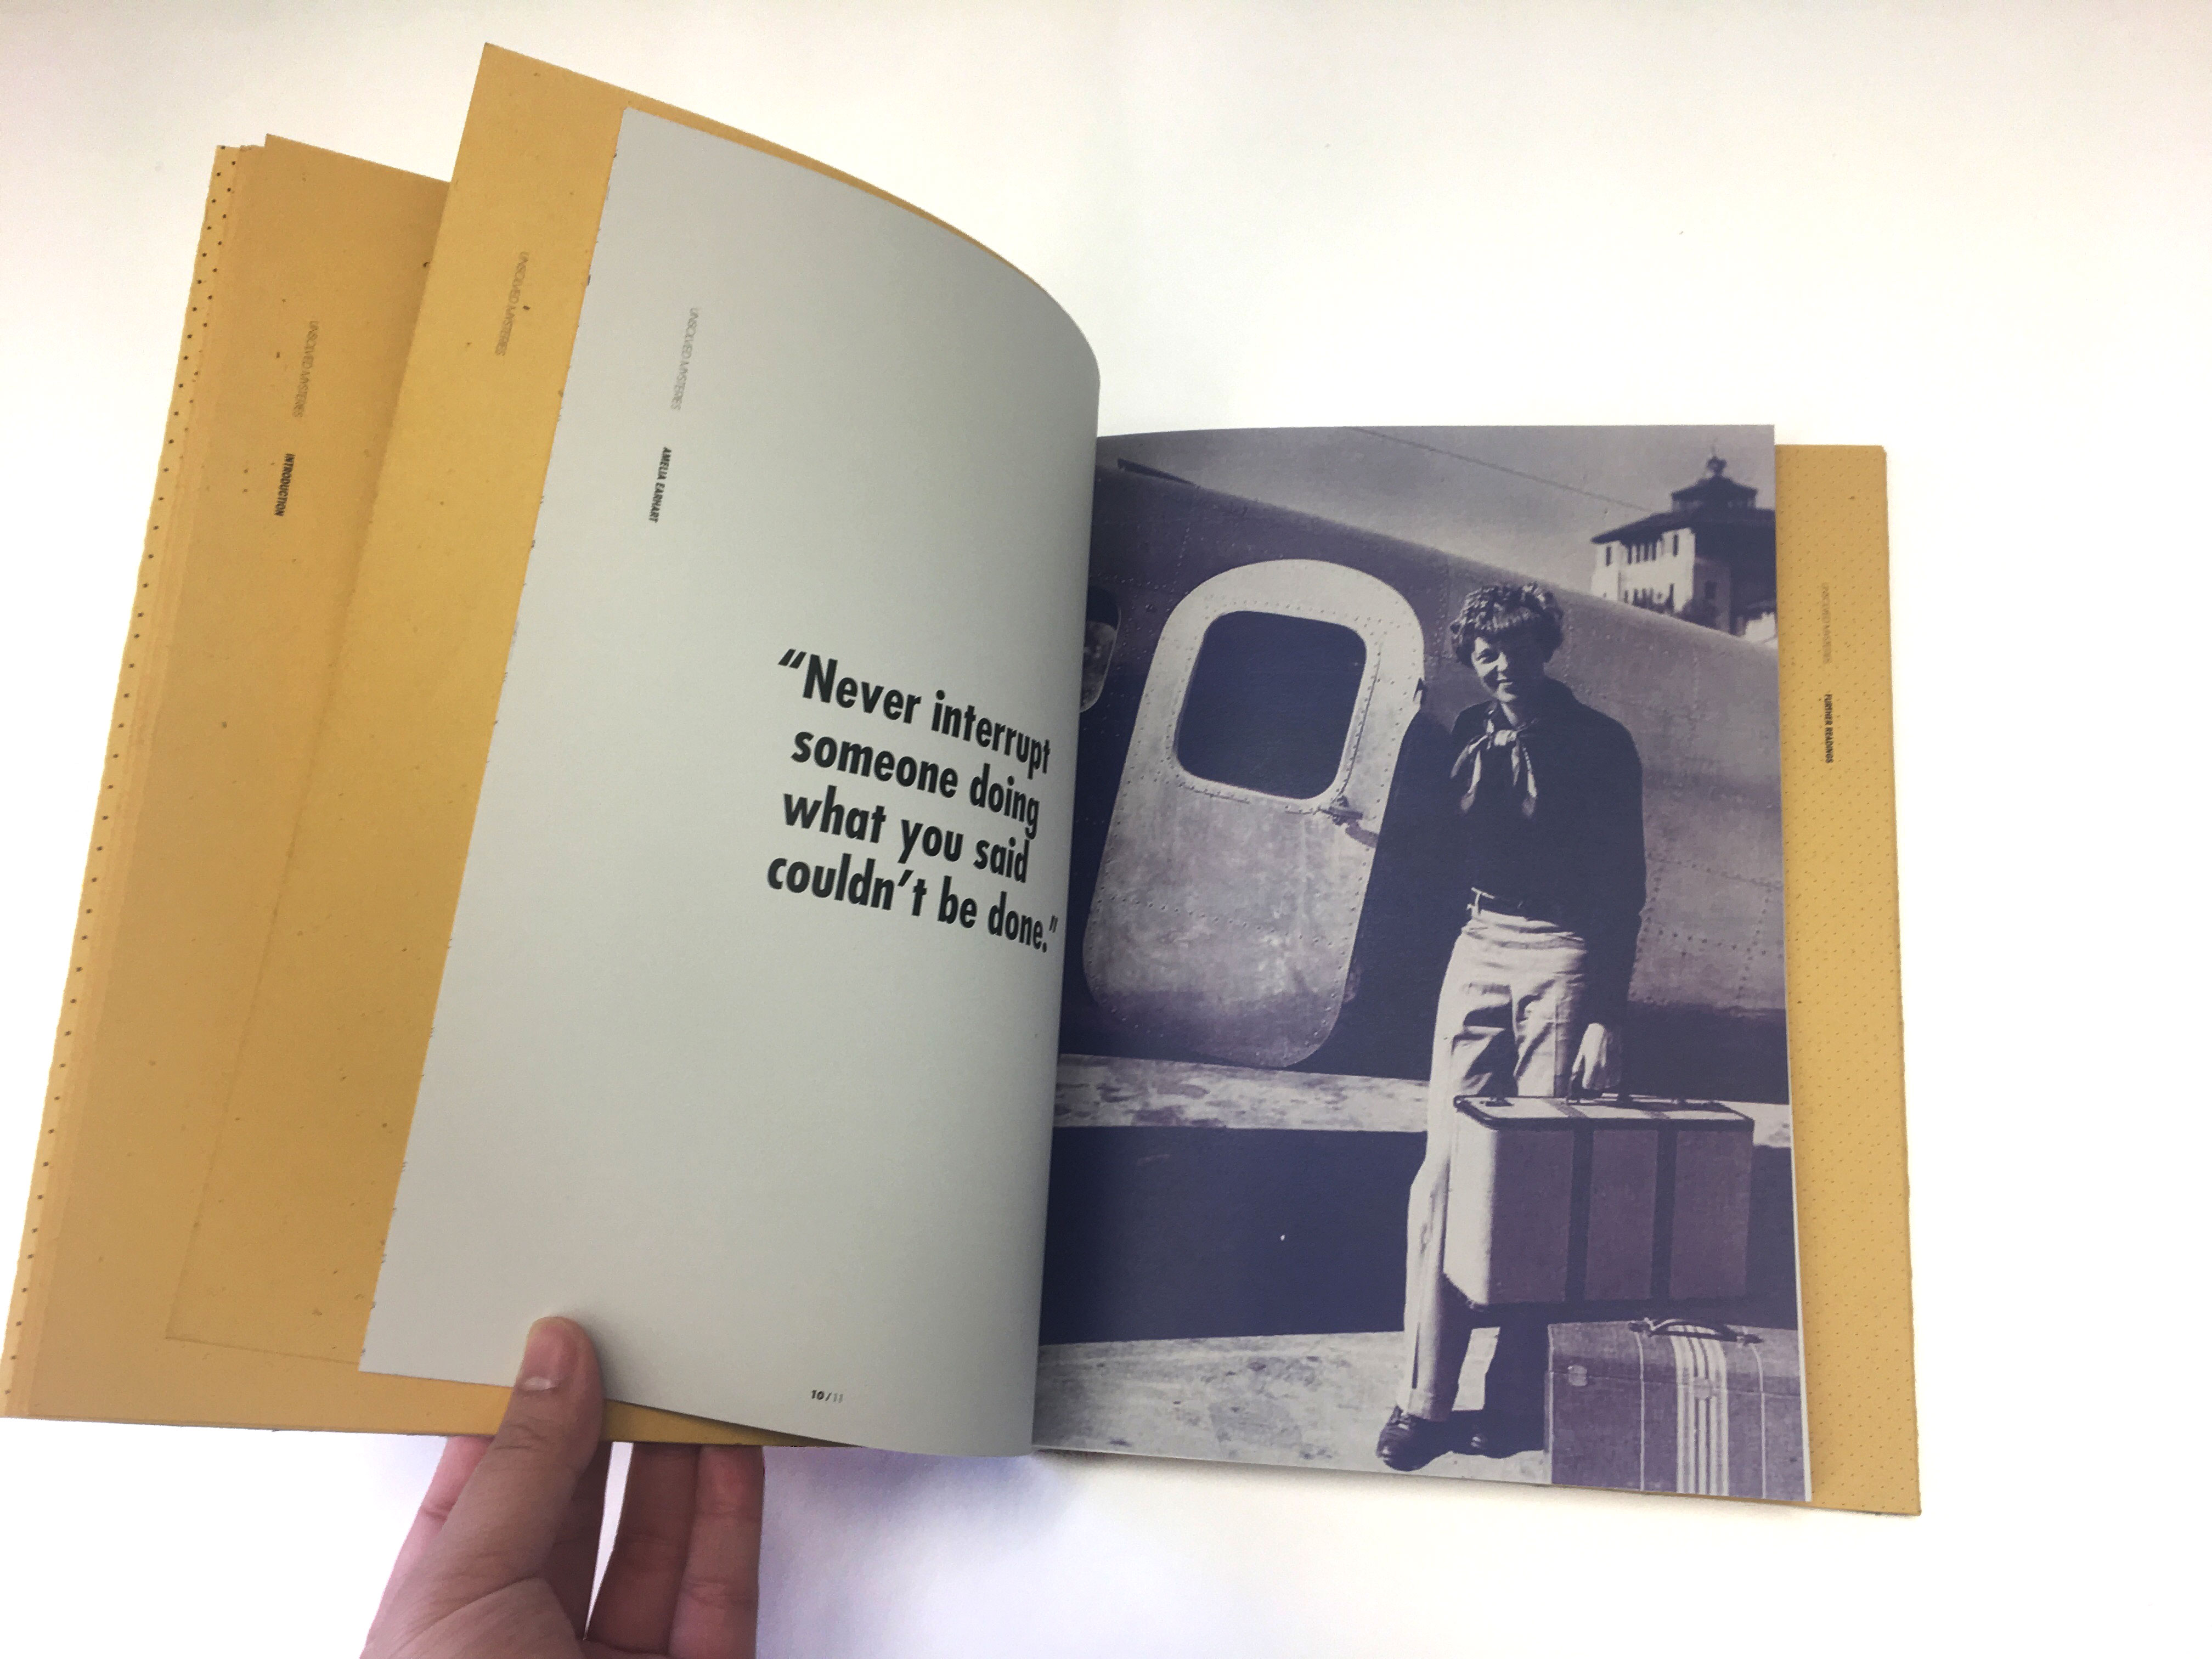 UNSOLVED MYSTERIES
INTRODUCTION
UNSOLVED MYSTERIES
UNSOLVED MYSTERIES
AMELIA EARHART
“Never interrupt
someone doing
what you said
couldn’t be done.”
10/11
UNSOLVED MYSTERIES
FURTHER READINGS